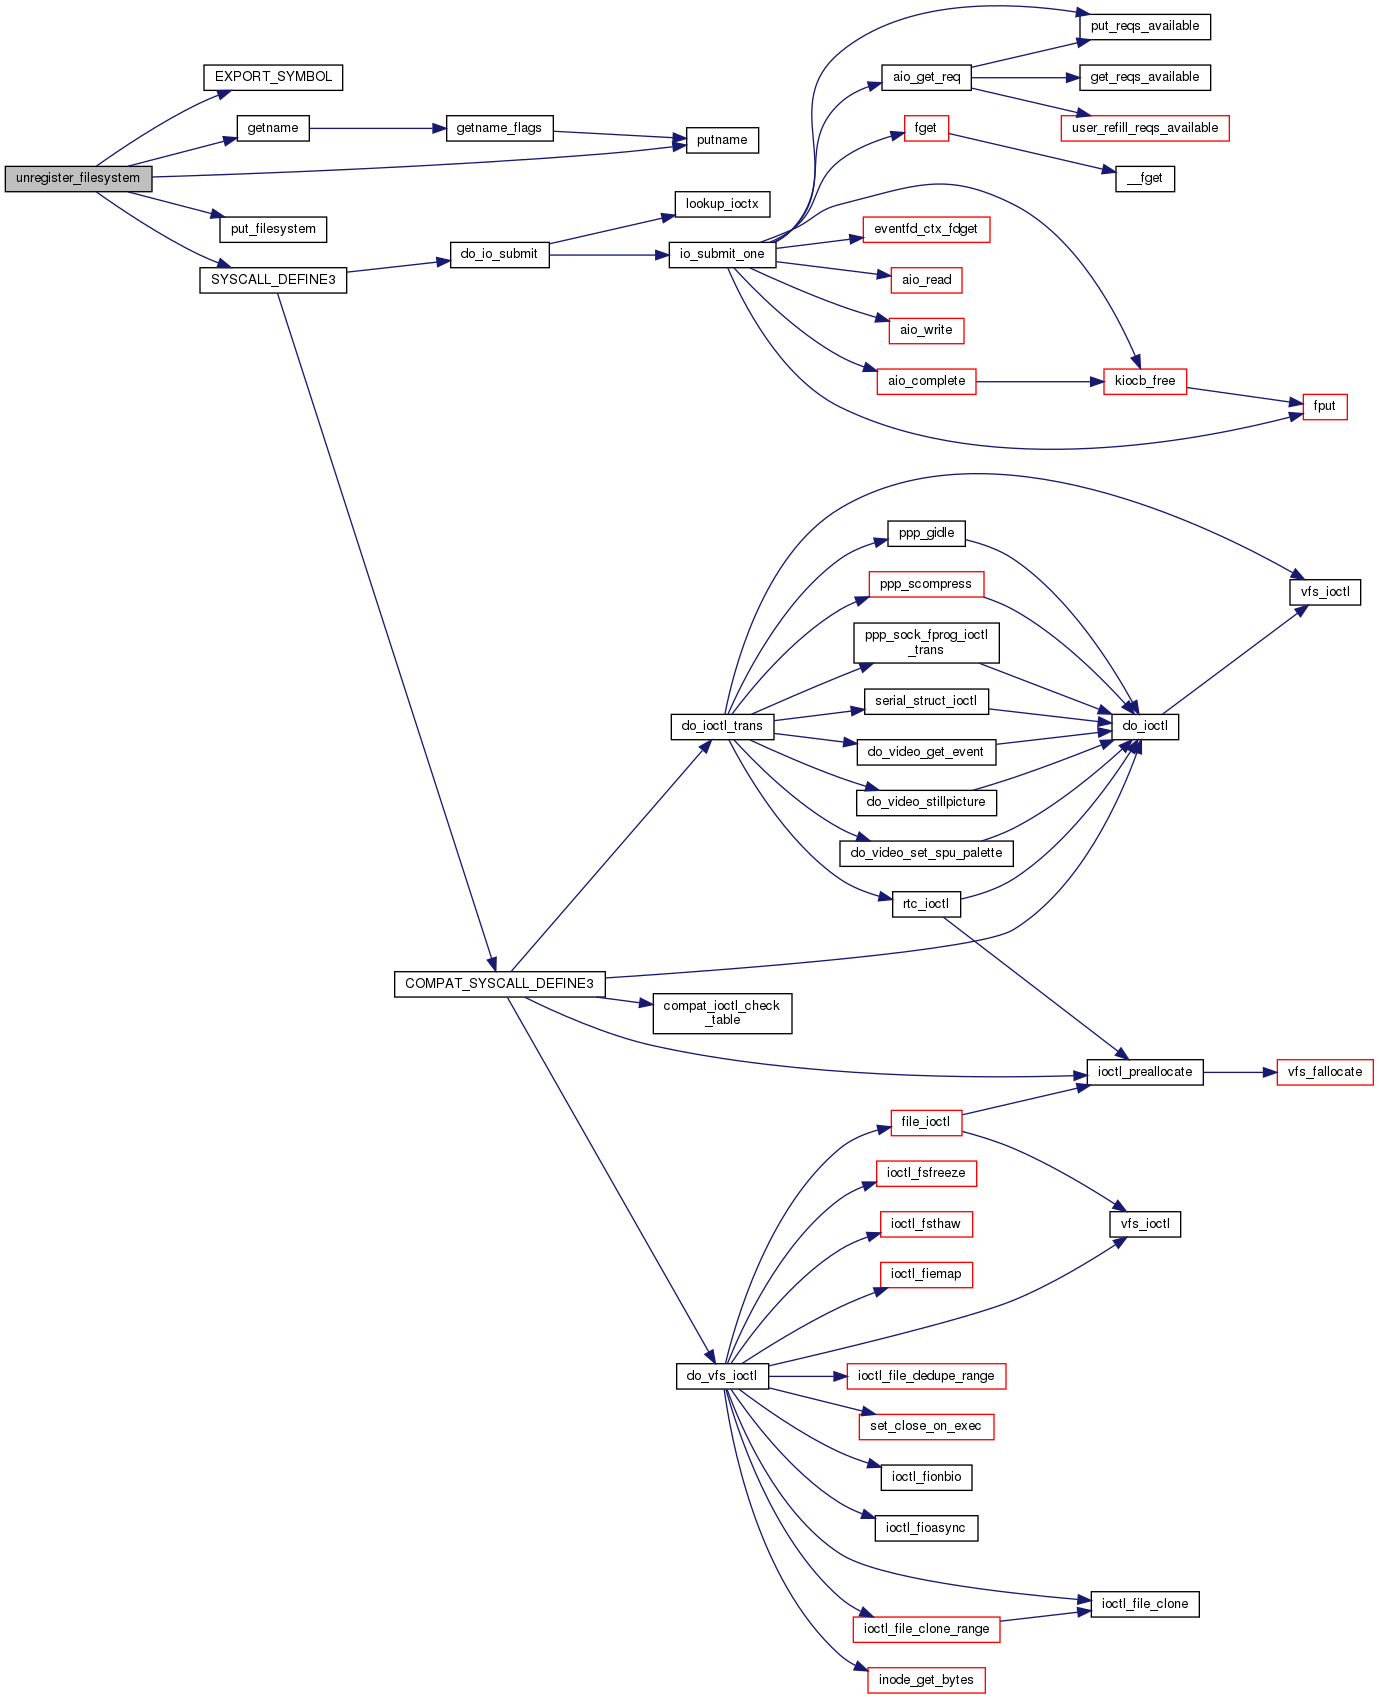 put_reqs_available
EXPORT_SYMBOL
aio_get_req
get_reqs_available
getname
getname_flags
fget
user_refill_reqs_available
putname
unregister_filesystem
__fget
lookup_ioctx
put_filesystem
eventfd_ctx_fdget
do_io_submit
io_submit_one
SYSCALL_DEFINE3
aio_read
aio_write
aio_complete
kiocb_free
fput
ppp_gidle
ppp_scompress
vfs_ioctl
ppp_sock_fprog_ioctl
_trans
serial_struct_ioctl
do_ioctl_trans
do_ioctl
do_video_get_event
do_video_stillpicture
do_video_set_spu_palette
rtc_ioctl
COMPAT_SYSCALL_DEFINE3
compat_ioctl_check
_table
ioctl_preallocate
vfs_fallocate
file_ioctl
ioctl_fsfreeze
ioctl_fsthaw
vfs_ioctl
ioctl_fiemap
do_vfs_ioctl
ioctl_file_dedupe_range
set_close_on_exec
ioctl_fionbio
ioctl_fioasync
ioctl_file_clone
ioctl_file_clone_range
inode_get_bytes